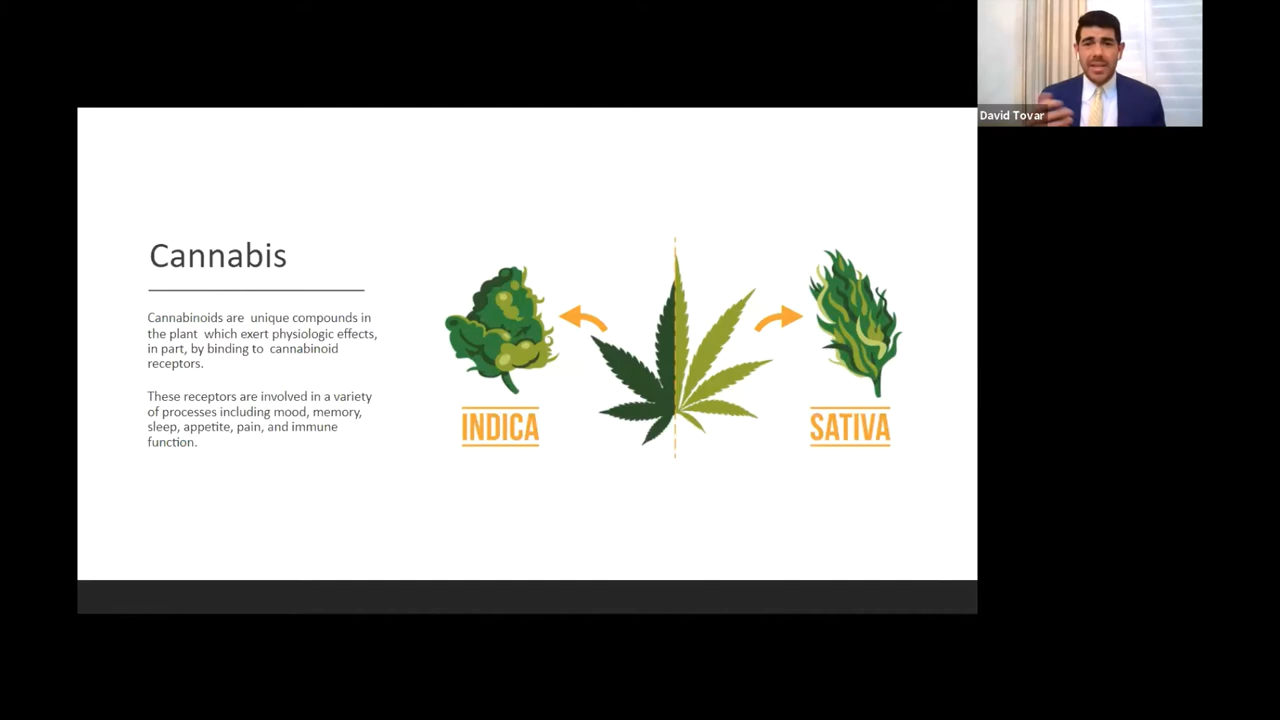 David Tovar
Cannabis
Cannabinoids are unique compounds in
the plant which exert physiologic effects,
in part, by binding to cannabinoid
receptors.
These receptors are involved in a variety
of processes including mood, memory,
sleep, appetite, pain, and immune
function.
INDICA
SATIVA